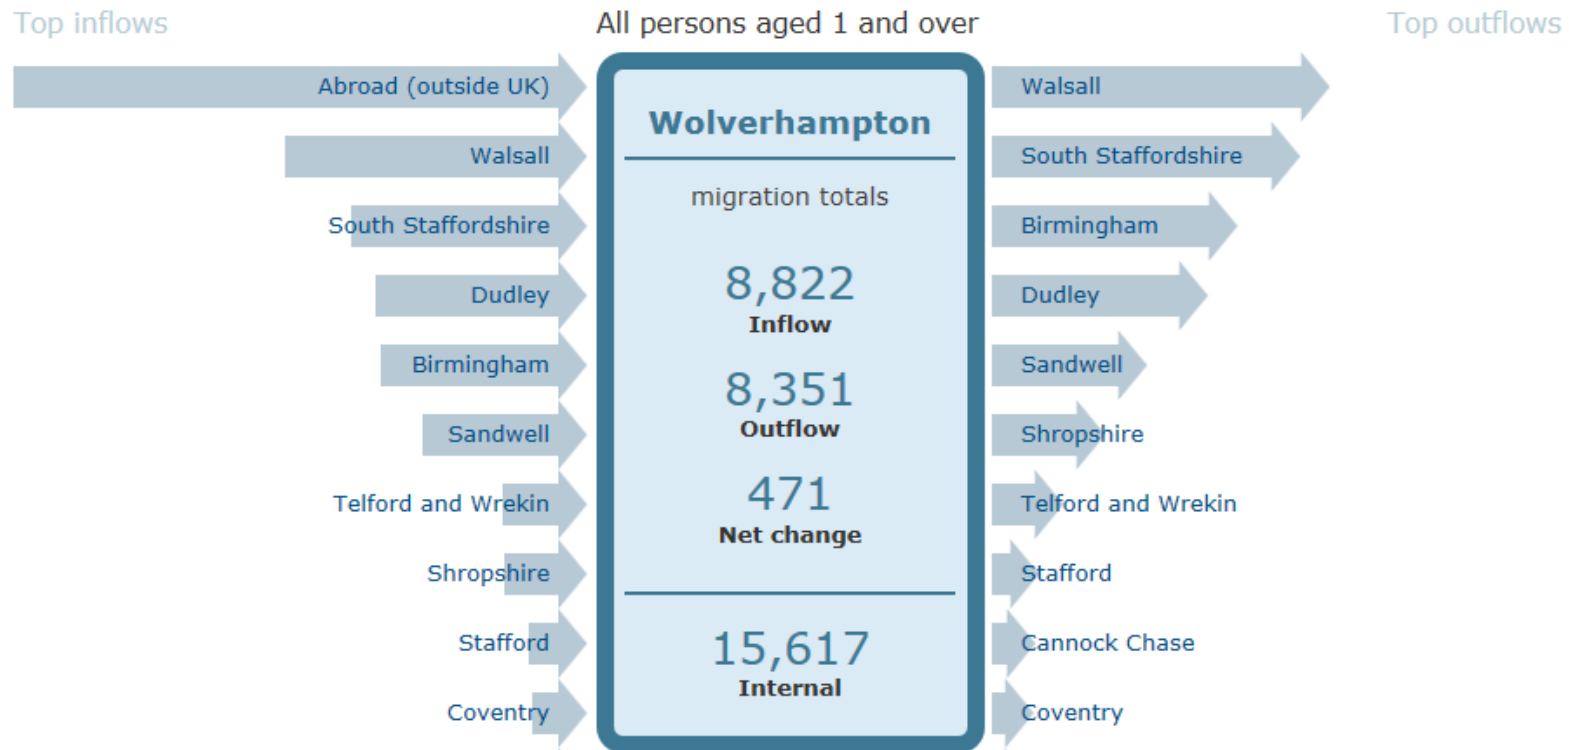 Top inflows
All persons aged 1 and over
Top outflows
Abroad (outside UK)
Walsall
South Staffordshire
Dudley
Birmingham
Sandwell
Telford and Wrekin
Shropshire
Stafford
Coventry
Wolverhampton
migration totals
8,822
Inflow
8,351
Outflow
471
Net change
15,617
Internal
Walsall
South Staffordshire
Birmingham
Dudley
Sandwell
Shropshire
Telford and Wrekin
Stafford
Cannock Chase
Coventry